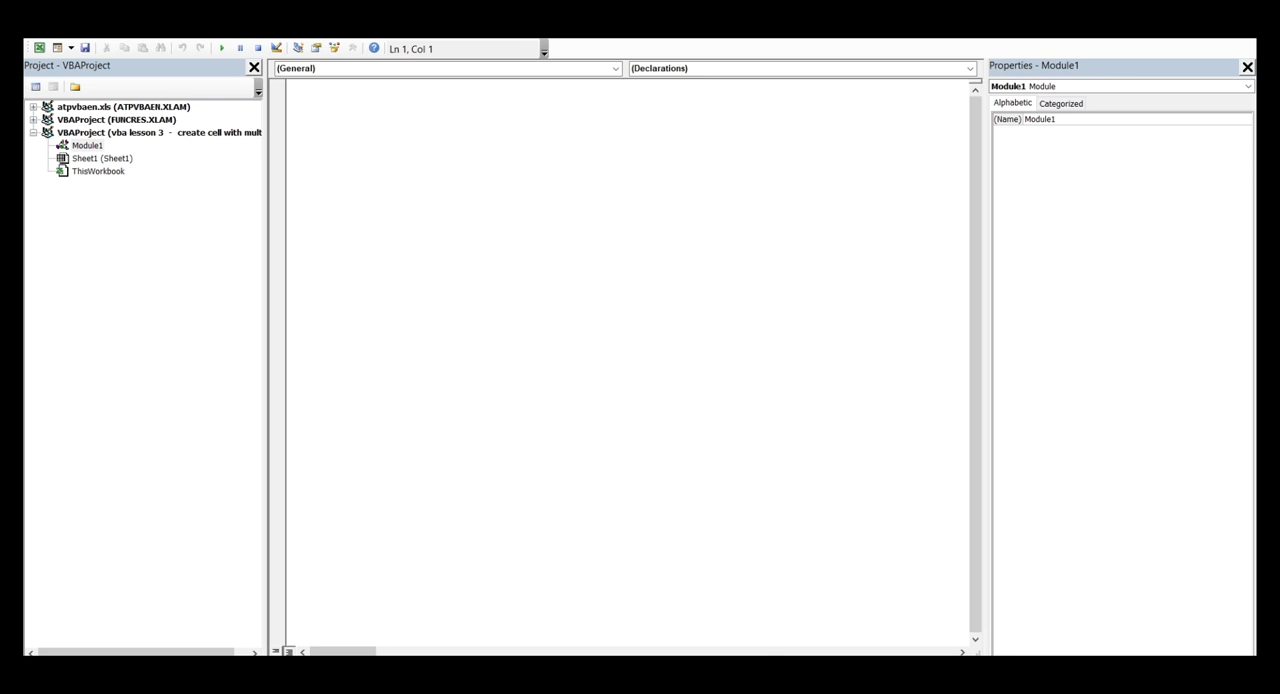 Ln 1, Col 1
Project - VBAProject
(General)
(Declarations)
Properties - Module1
Module1 Module
Alphabetic Categorized
(Name) Module1
atpvbaen.xls (ATPVBAEN.XLAM)
VBAProject (FUNCRES.XLAM)
VBAProject (vba lesson 3 - create cell with mult
Module1
Sheet1 (Sheet1)
ThisWorkbook